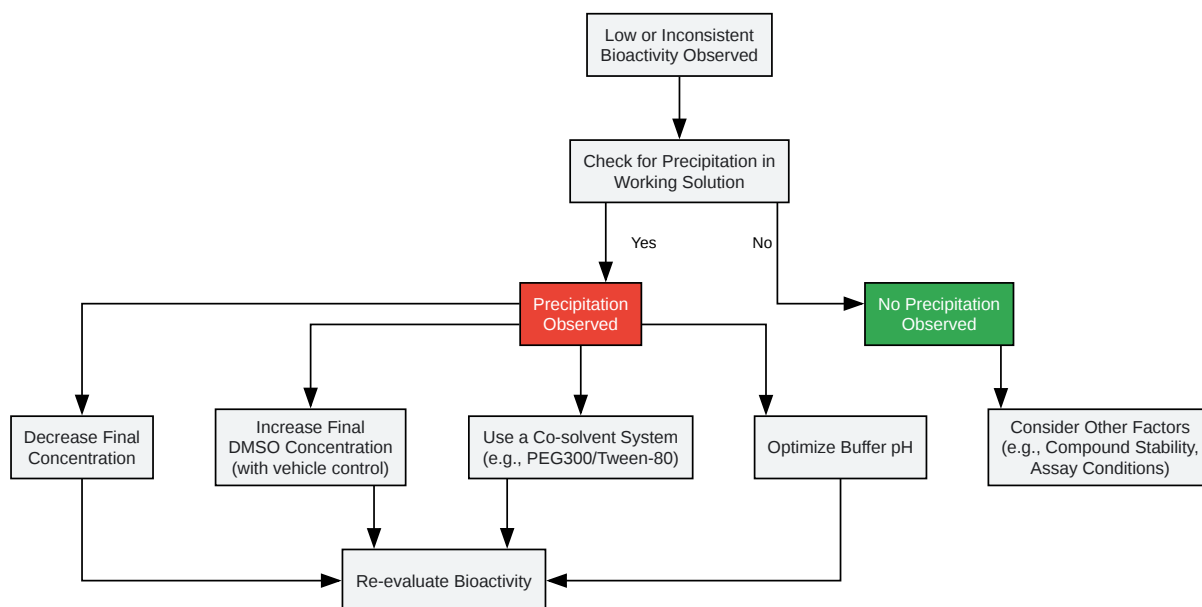 Low or Inconsistent
Bioactivity Observed
Check for Precipitation in
Working Solution
Yes
No
Precipitation
Observed
No Precipitation
Observed
Decrease Final
Concentration
Increase Final
DMSO Concentration
(with vehicle control)
Use a Co-solvent System
(e.g., PEG300/Tween-80)
Optimize Buffer pH
Consider Other Factors
(e.g., Compound Stability,
Assay Conditions)
Re-evaluate Bioactivity